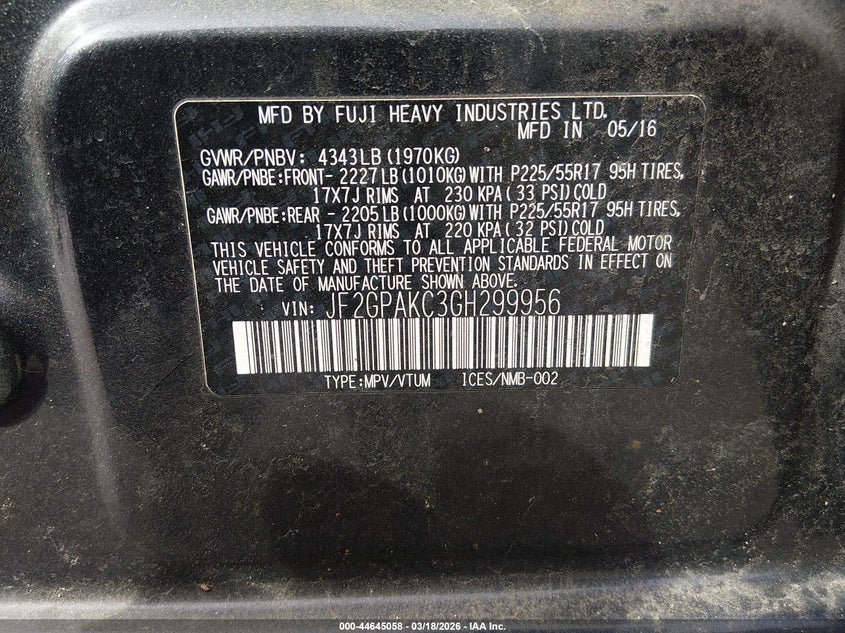 MFD BY FUJI HEAVY INDUSTRIES LTD.
MFD IN 05/16
GVWR/PNBV: 4343LB (1970KG)
GAWR/PNBE:FRONT- 2227LB (1010KG) WITH P225/55R17 95H TIRES,
17X7J RIMS AT 230 KPA ( 33 PSI) COLD
GAWR/PNBE:REAR - 2205LB (1000KG) WITH P225/55R17 95H TIRES,
17X7J RIMS AT 220 KPA ( 32 PSI) COLD
THIS VEHICLE CONFORMS TO ALL APPLICABLE FEDERAL MOTOR
VEHICLE SAFETY AND THEFT PREVENTION STANDARDS IN EFFECT ON
THE DATE OF MANUFACTURE SHOWN ABOVE.
VIN: JF2GPAKC3GH299956
TYPE:MPV/VTUM ICES/NMB-002
000-44645058 - 03/18/2026 - IAA Inc.